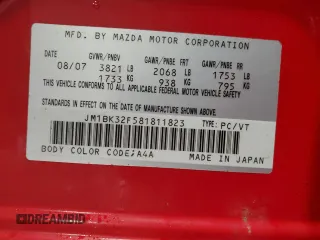 MFD. BY MAZDA MOTOR CORPORATION
GVWR/PNBV GAWR/PNBE FRT GAWR/PNBE RR
08/07 3821 LB 2068 LB 1753 LB
1733 KG 938 KG 795 KG
THIS VEHICLE CONFORMS TO ALL APPLICABLE FEDERAL MOTOR VEHICLE SAFETY
AND THEFT PREVENTION STANDARDS IN EFFECT ON THE DATE OF MANUFACTURE SHOWN ABOVE.
JM1BK32F581811823 TYPE: PC/VT
BODY COLOR CODE: A4A MADE IN JAPAN
DREAMBID